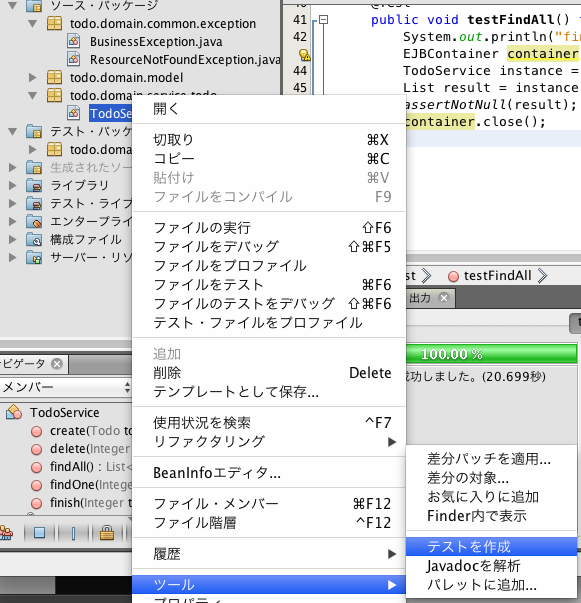 ソース・パッケージ
todo.domain.common.exception
BusinessException.java
ResourceNotFoundException.java
todo.domain.model
todo.domain.service.todo
TodoSe
テスト・パッケ
todo.doma
生成されたソー
ライブラリ
テスト・ライブ
エンタープライ
構成ファイル
サーバー・リソ
@Test
41 public void testFindAll() t
42 System.out.println("fin
EJBContainer container
44 TodoService instance =
45 List result = instance
assertNotNull(result);
container.close();
開く
切取り ⌘X
コピー ⌘C
貼付け ⌘V
ファイルをコンパイル F9
ファイルの実行 ⇧F6
ファイルをデバッグ ⇧⌘F5
ファイルをプロファイル
ファイルをテスト ⌘F6
ファイルのテストをデバッグ ⇧⌘F6
テスト・ファイルをプロファイル
追加
削除 Delete
テンプレートとして保存...
使用状況を検索 ^F7
リファクタリング
BeanInfoエディタ...
ファイル・メンバー ⌘F12
ファイル階層 ^F12
履歴
ツール
プロパティ
st
testFindAll
出力
100.00 %
功しました。(20.699秒)
ビゲータ
メンバー
TodoService
create(Todo to
delete(Integer
findAll() : List<
findOne(Intege
finish(Integer t
差分パッチを適用...
差分の対象...
お気に入りに追加
Finder内で表示
テストを作成
Javadocを解析
パレットに追加...